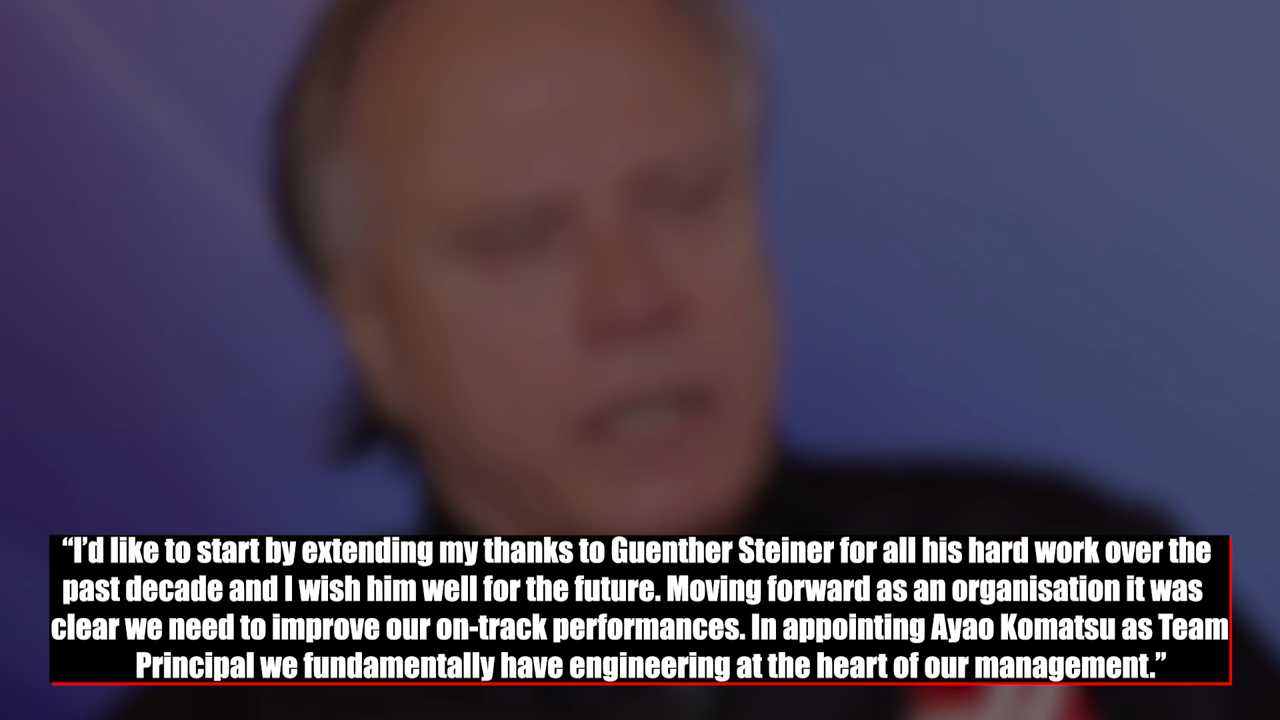 “I’d like to start by extending my thanks to Guenther Steiner for all his hard work over the
past decade and I wish him well for the future. Moving forward as an organisation it was
clear we need to improve our on-track performances. In appointing Ayao Komatsu as Team
Principal we fundamentally have engineering at the heart of our management.”